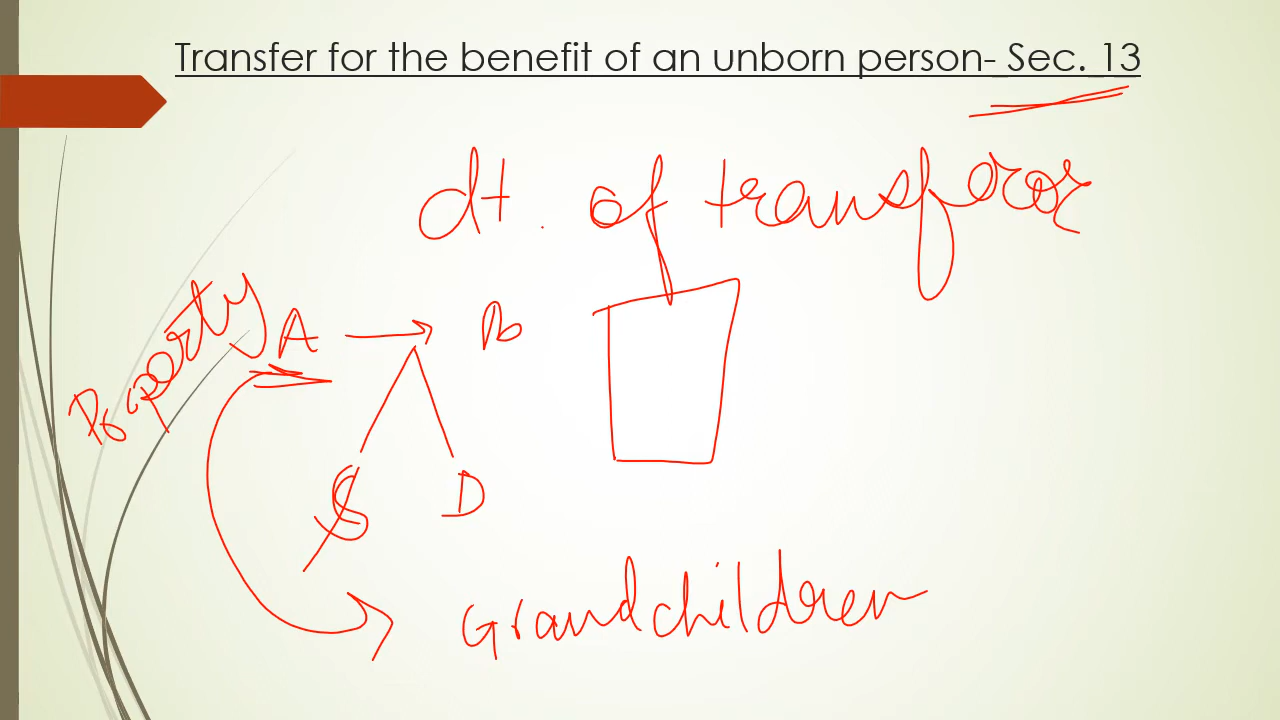 Transfer for the benefit of an unborn person- Sec. 13
dt. of transferor
Property
A B
S D
Grandchildren